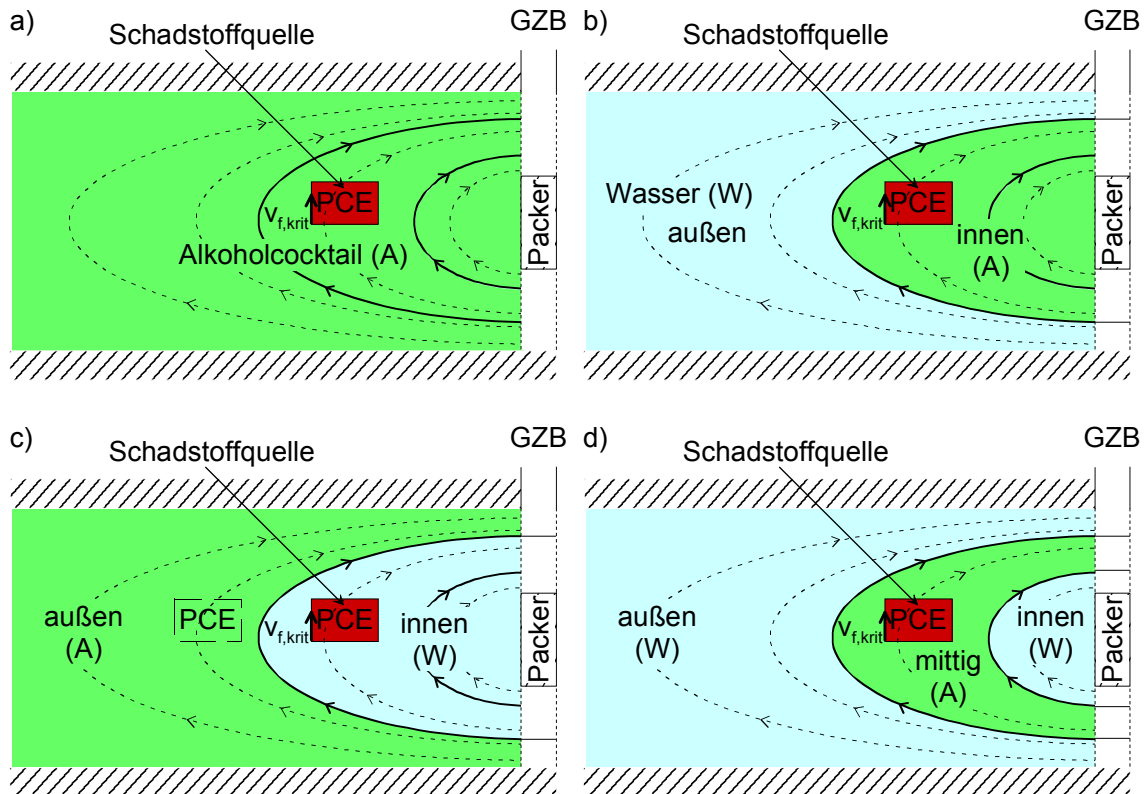 a)
GZB
Schadstoffquelle
PCE
v f,krit
Alkoholcocktail (A)
Packer
b)
GZB
Schadstoffquelle
Wasser (W)
außen
PCE
v f,krit
innen
(A)
Packer
c)
GZB
Schadstoffquelle
außen
(A)
PCE
PCE
v f,krit
innen
(W)
Packer
d)
GZB
Schadstoffquelle
außen
(W)
PCE
v f,krit
mittig
(A)
innen
(W)
Packer